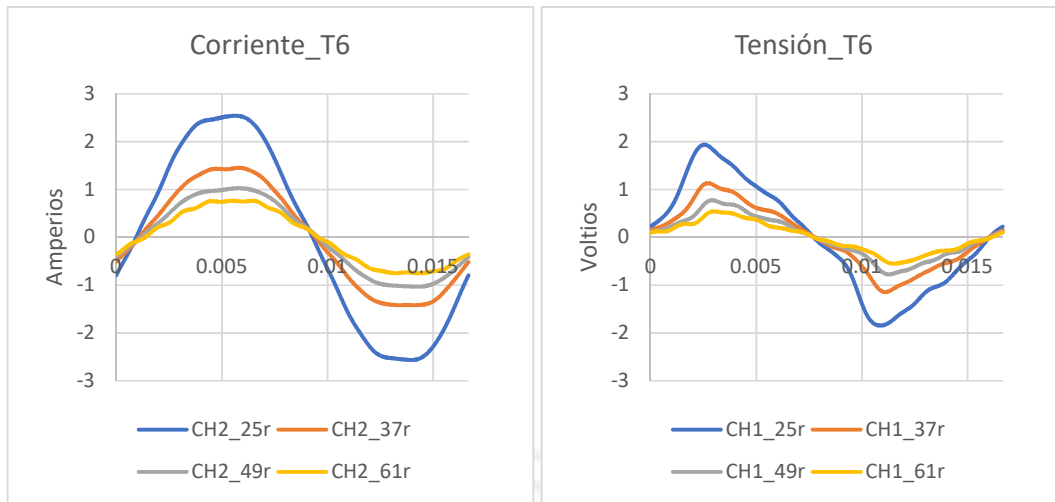 Corriente_T6
3
2
1
0
-1
-2
-3
0
0.005
0.01
0.015
Amperios
CH2_25r
CH2_37r
CH2_49r
CH2_61r
Tensión_T6
3
2
1
0
-1
-2
-3
0
0.005
0.01
0.015
Voltios
CH1_25r
CH1_37r
CH1_49r
CH1_61r